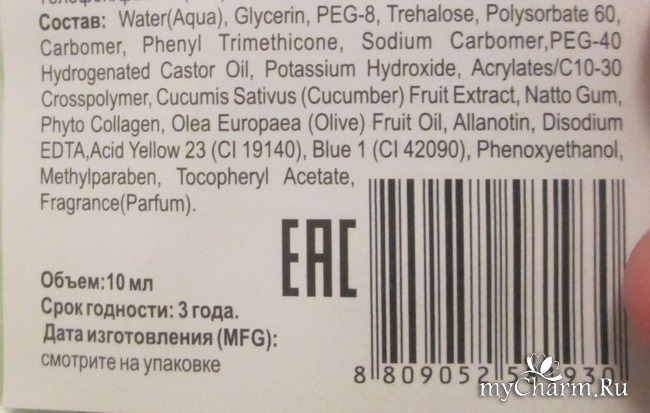 Состав: Water(Aqua), Glycerin, PEG-8, Trehalose, Polysorbate 60,
Carbomer, Phenyl Trimethicone, Sodium Carbomer,PEG-40
Hydrogenated Castor Oil, Potassium Hydroxide, Acrylates/C10-30
Crosspolymer, Cucumis Sativus (Cucumber) Fruit Extract, Natto Gum,
Phyto Collagen, Olea Europaea (Olive) Fruit Oil, Allanotin, Disodium
EDTA,Acid Yellow 23 (CI 19140), Blue 1 (CI 42090), Phenoxyethanol,
Methylparaben, Tocopheryl Acetate,
Fragrance(Parfum).
EAC
Объем:10 мл
Срок годности: 3 года.
Дата изготовления (MFG):
смотрите на упаковке
8 809052 930
myCharm.Ru